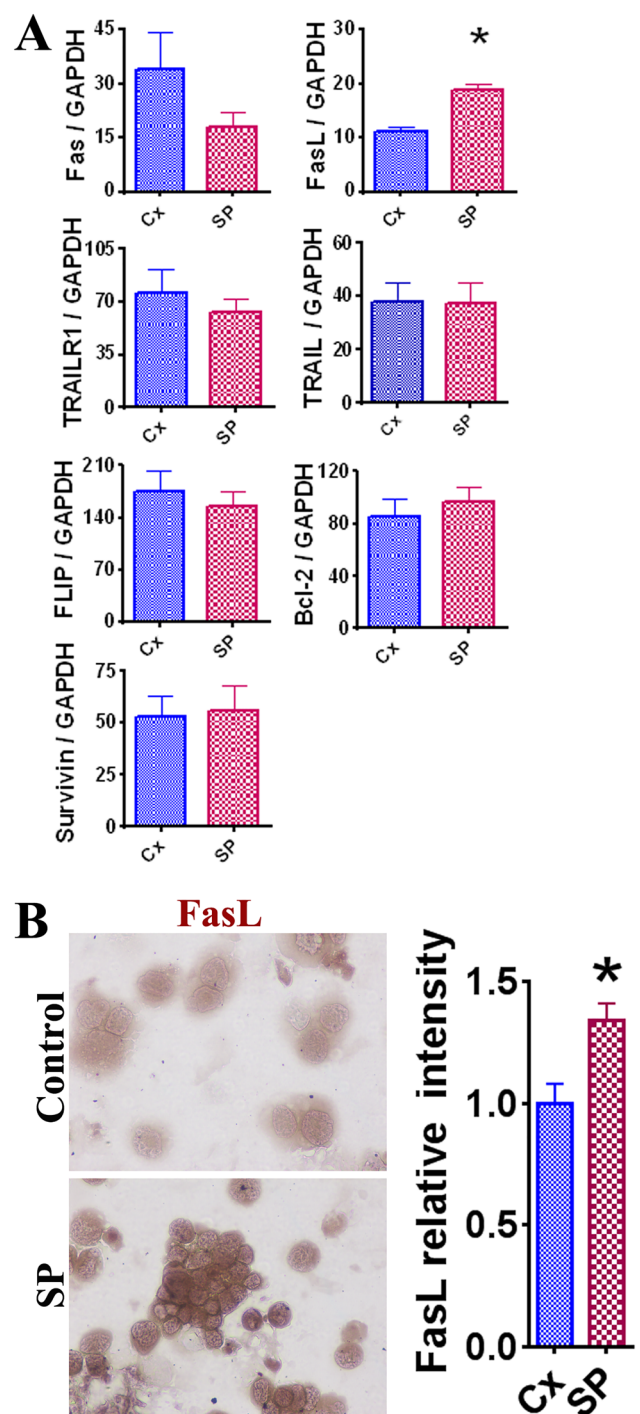 A
Fas / GAPDH
45
30
15
0
Cx
SP
FasL / GAPDH
30
20
10
0
*
Cx
SP
TRAILR1 / GAPDH
105
70
35
0
Cx
SP
TRAIL / GAPDH
60
40
20
0
Cx
SP
FLIP / GAPDH
210
140
70
0
Cx
SP
Bcl-2 / GAPDH
120
80
40
0
Cx
SP
Survivin / GAPDH
75
50
25
0
Cx
SP
B
FasL
Control
SP
FasL relative intensity
1.5
1.0
0.5
0.0
*
Cx
SP